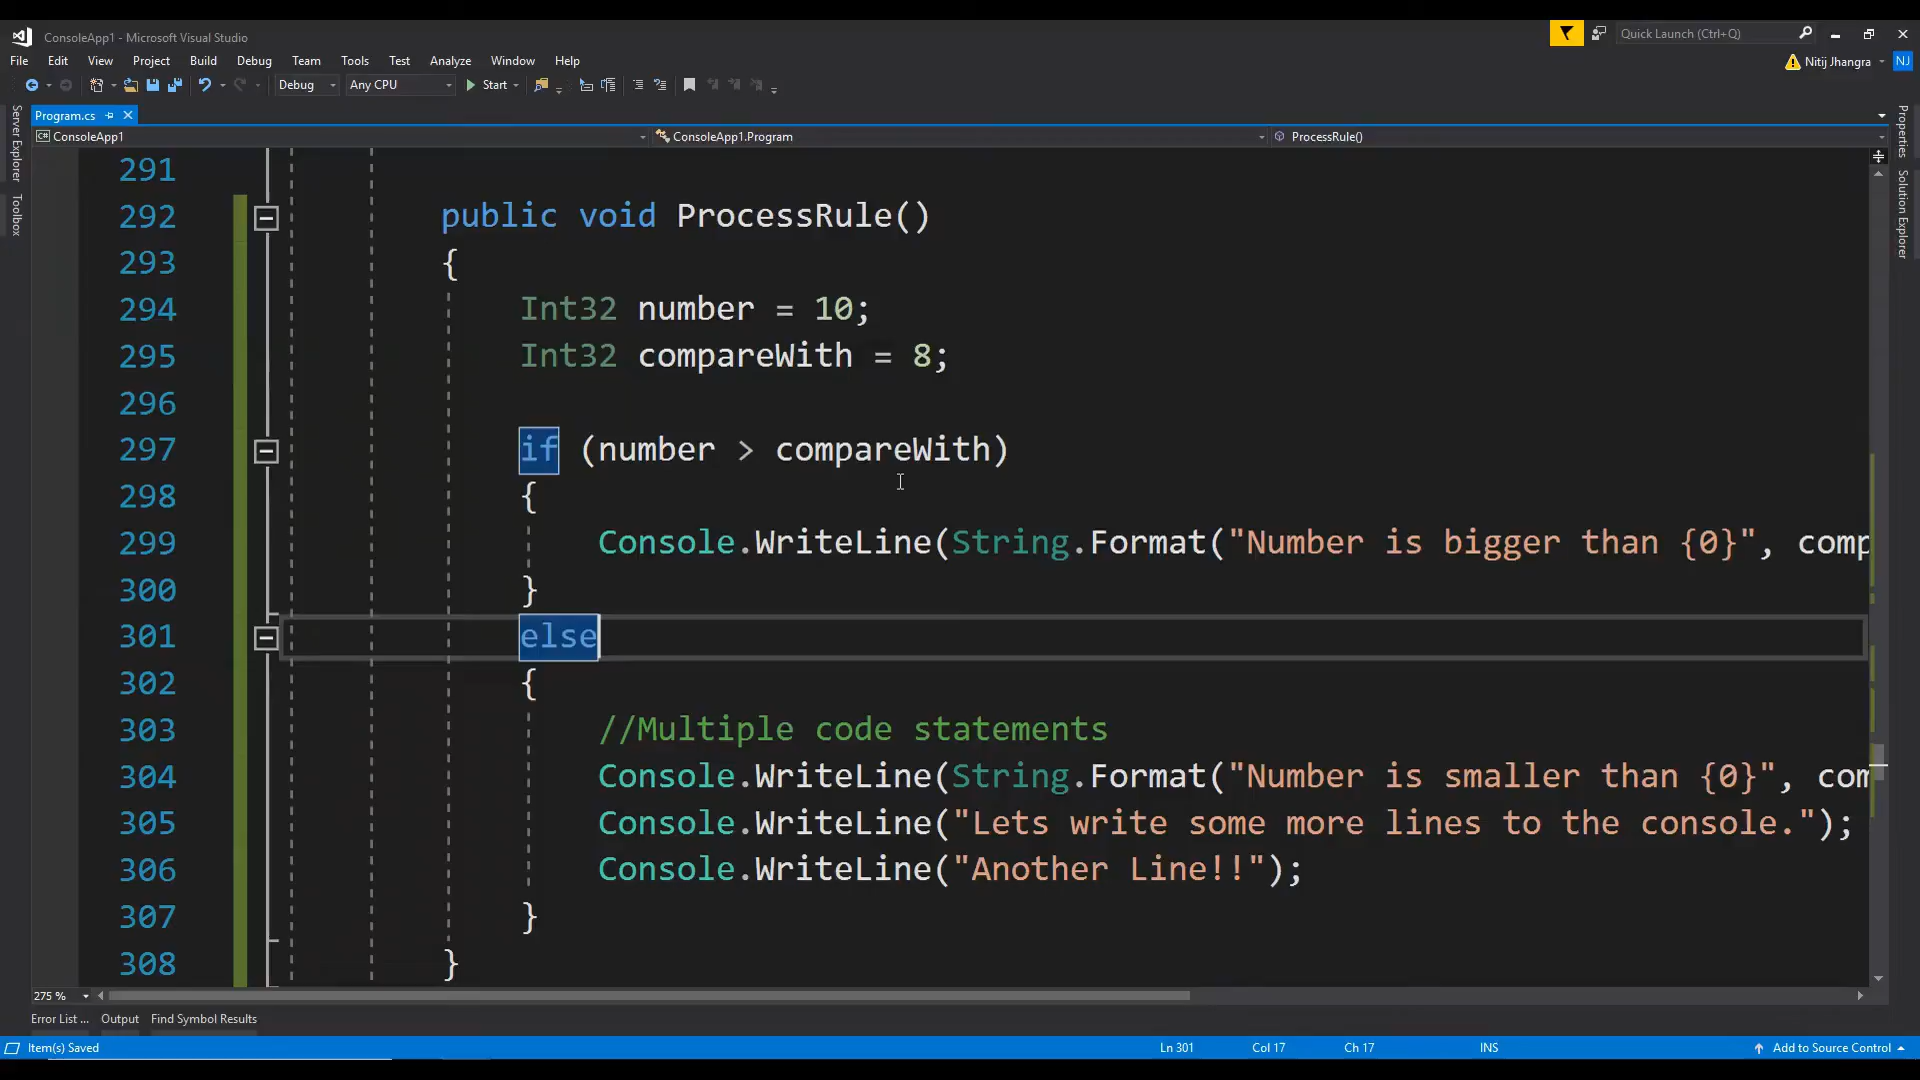 ConsoleApp1 - Microsoft Visual Studio
Quick Launch (Ctrl+Q)
File Edit View Project Build Debug Team Tools Test Analyze Window Help
Nitij Jhangra NJ
Debug Any CPU Start
Program.cs
ConsoleApp1 ConsoleApp1.Program ProcessRule()
Server Explorer
Toolbox
Properties
Solution Explorer
291
292 public void ProcessRule()
293 {
294 Int32 number = 10;
295 Int32 compareWith = 8;
296
297 if (number > compareWith)
298 {
299 Console.WriteLine(String.Format("Number is bigger than {0}", comp
300 }
301 else
302 {
303 //Multiple code statements
304 Console.WriteLine(String.Format("Number is smaller than {0}", com
305 Console.WriteLine("Lets write some more lines to the console.");
306 Console.WriteLine("Another Line!!");
307 }
308 }
275 %
Error List ... Output Find Symbol Results
Item(s) Saved Ln 301 Col 17 Ch 17 INS Add to Source Control